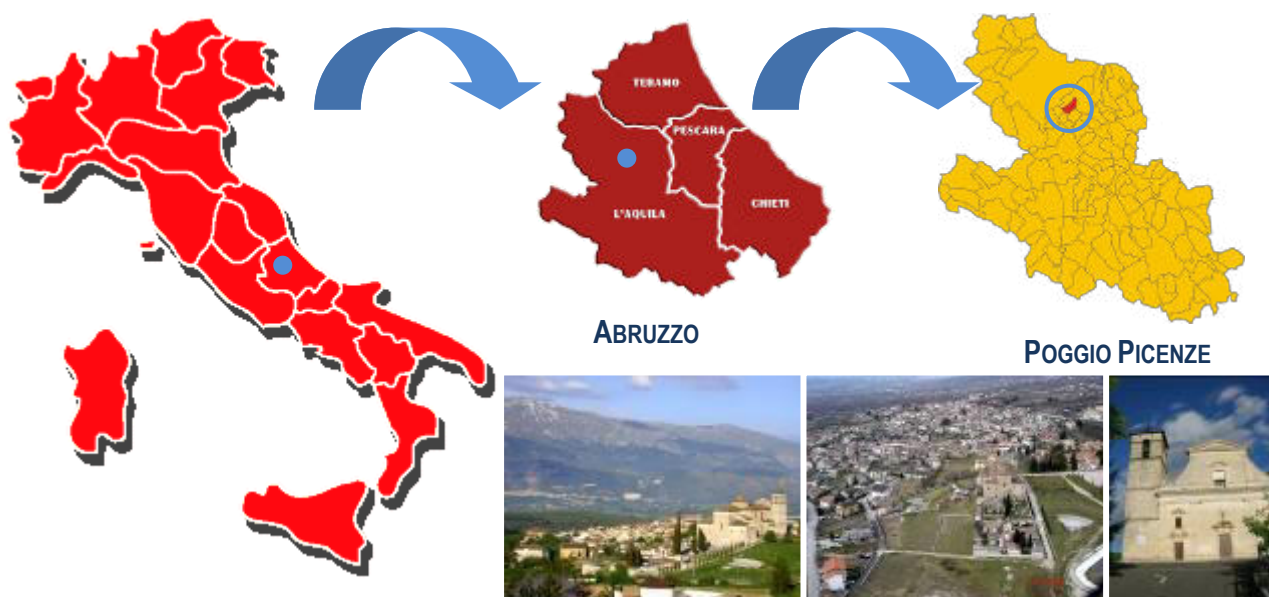 TERAMO
PESCARA
L'AQUILA
CHIETI
ABRUZZO
POGGIO PICENZE